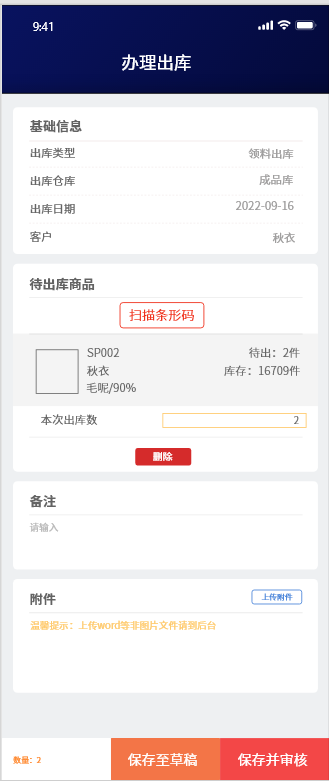 9:41
办理出库
基础信息
出库类型 领料出库
出库仓库 成品库
出库日期 2022-09-16
客户 秋衣
待出库商品
扫描条形码
SP002 待出：2件
秋衣 库存：16709件
毛呢/90%
本次出库数 2
删除
备注
请输入
附件 上传附件
温馨提示：上传word等非图片文件请到后台
数量：2 保存至草稿 保存并审核